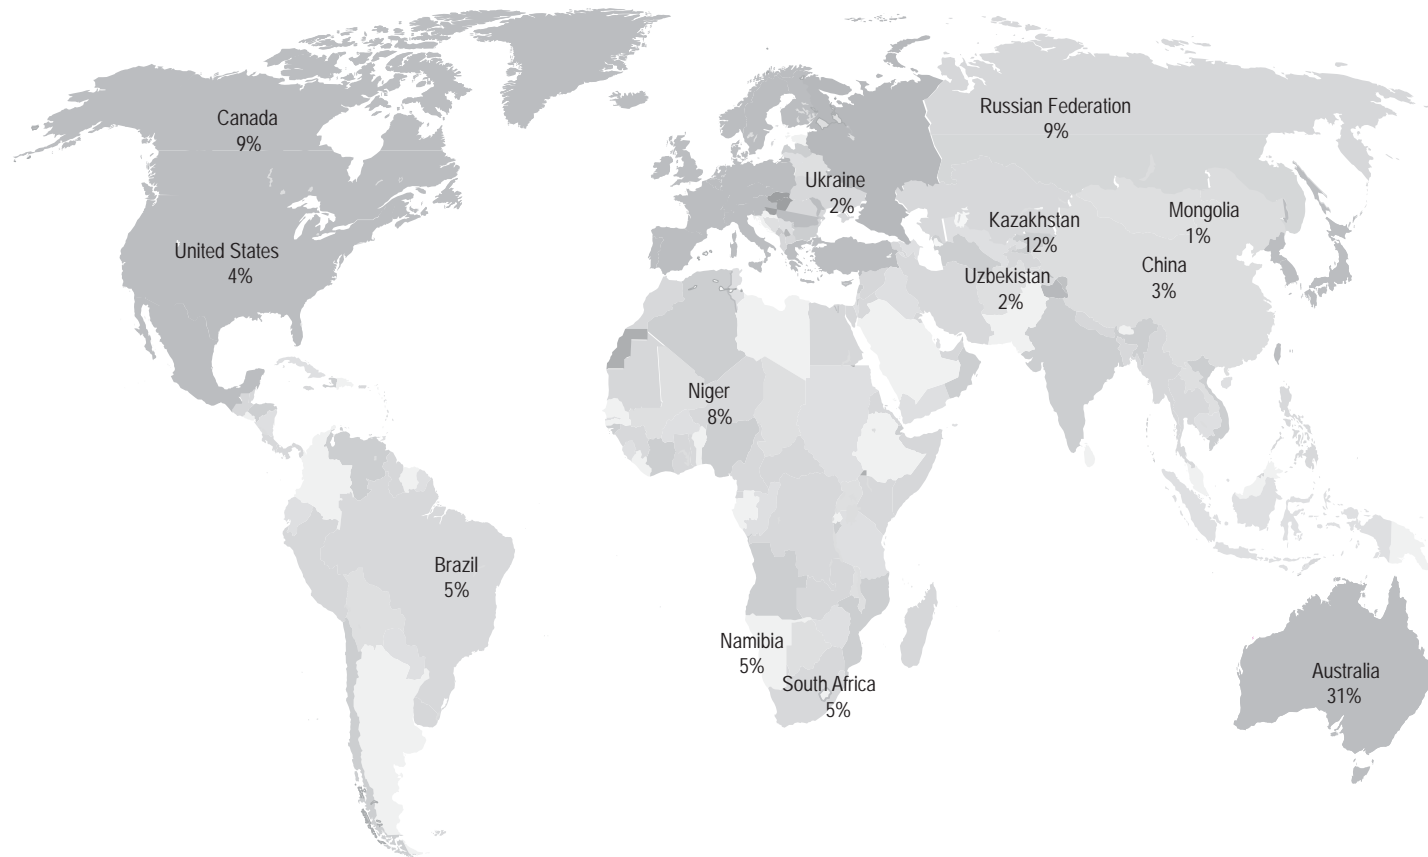 Canada
9%
Russian Federation
9%
Ukraine
2%
Kazakhstan
12%
Mongolia
1%
United States
4%
Uzbekistan
2%
China
3%
Niger
8%
Brazil
5%
Namibia
5%
South Africa
5%
Australia
31%